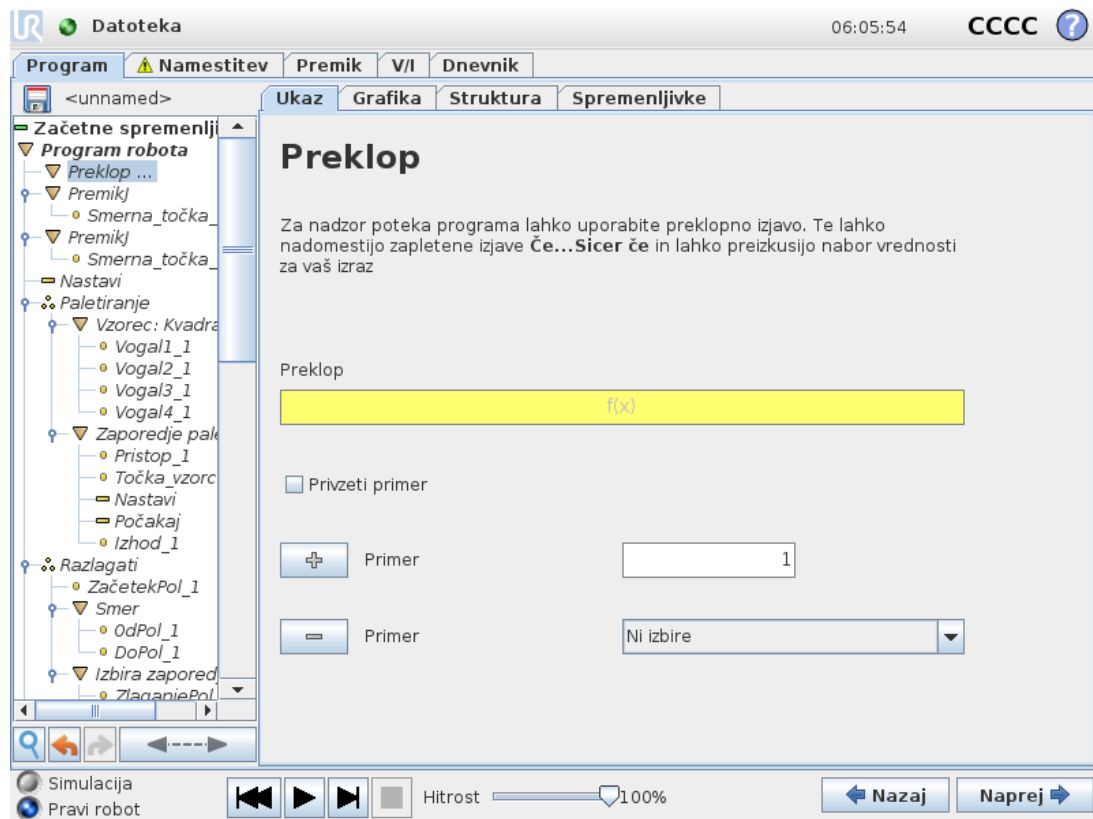 UR Datoteka 06:05:54 CCCC ?
Program Namestitev Premik V/I Dnevnik
<unnamed>
Ukaz Grafika Struktura Spremenljivke
Začetne spremenlji
Program robota
Preklop ...
PremikJ
Smerna_točka_
PremikJ
Smerna_točka_
Nastavi
Paletiranje
Vzorec: Kvadra
Vogal1_1
Vogal2_1
Vogal3_1
Vogal4_1
Zaporedje pale
Pristop_1
Točka_vzorc
Nastavi
Počakaj
Izhod_1
Razlagati
ZačetekPol_1
Smer
OdPol_1
DoPol_1
Izbira zapored
ZlaganjePol
Preklop
Za nadzor poteka programa lahko uporabite preklopno izjavo. Te lahko
nadomestijo zapletene izjave Če...Sicer če in lahko preizkusijo nabor vrednosti
za vaš izraz
Preklop
f(x)
Privzeti primer
Primer 1
Primer Ni izbire
Simulacija
Pravi robot
Hitrost 100%
Nazaj Naprej